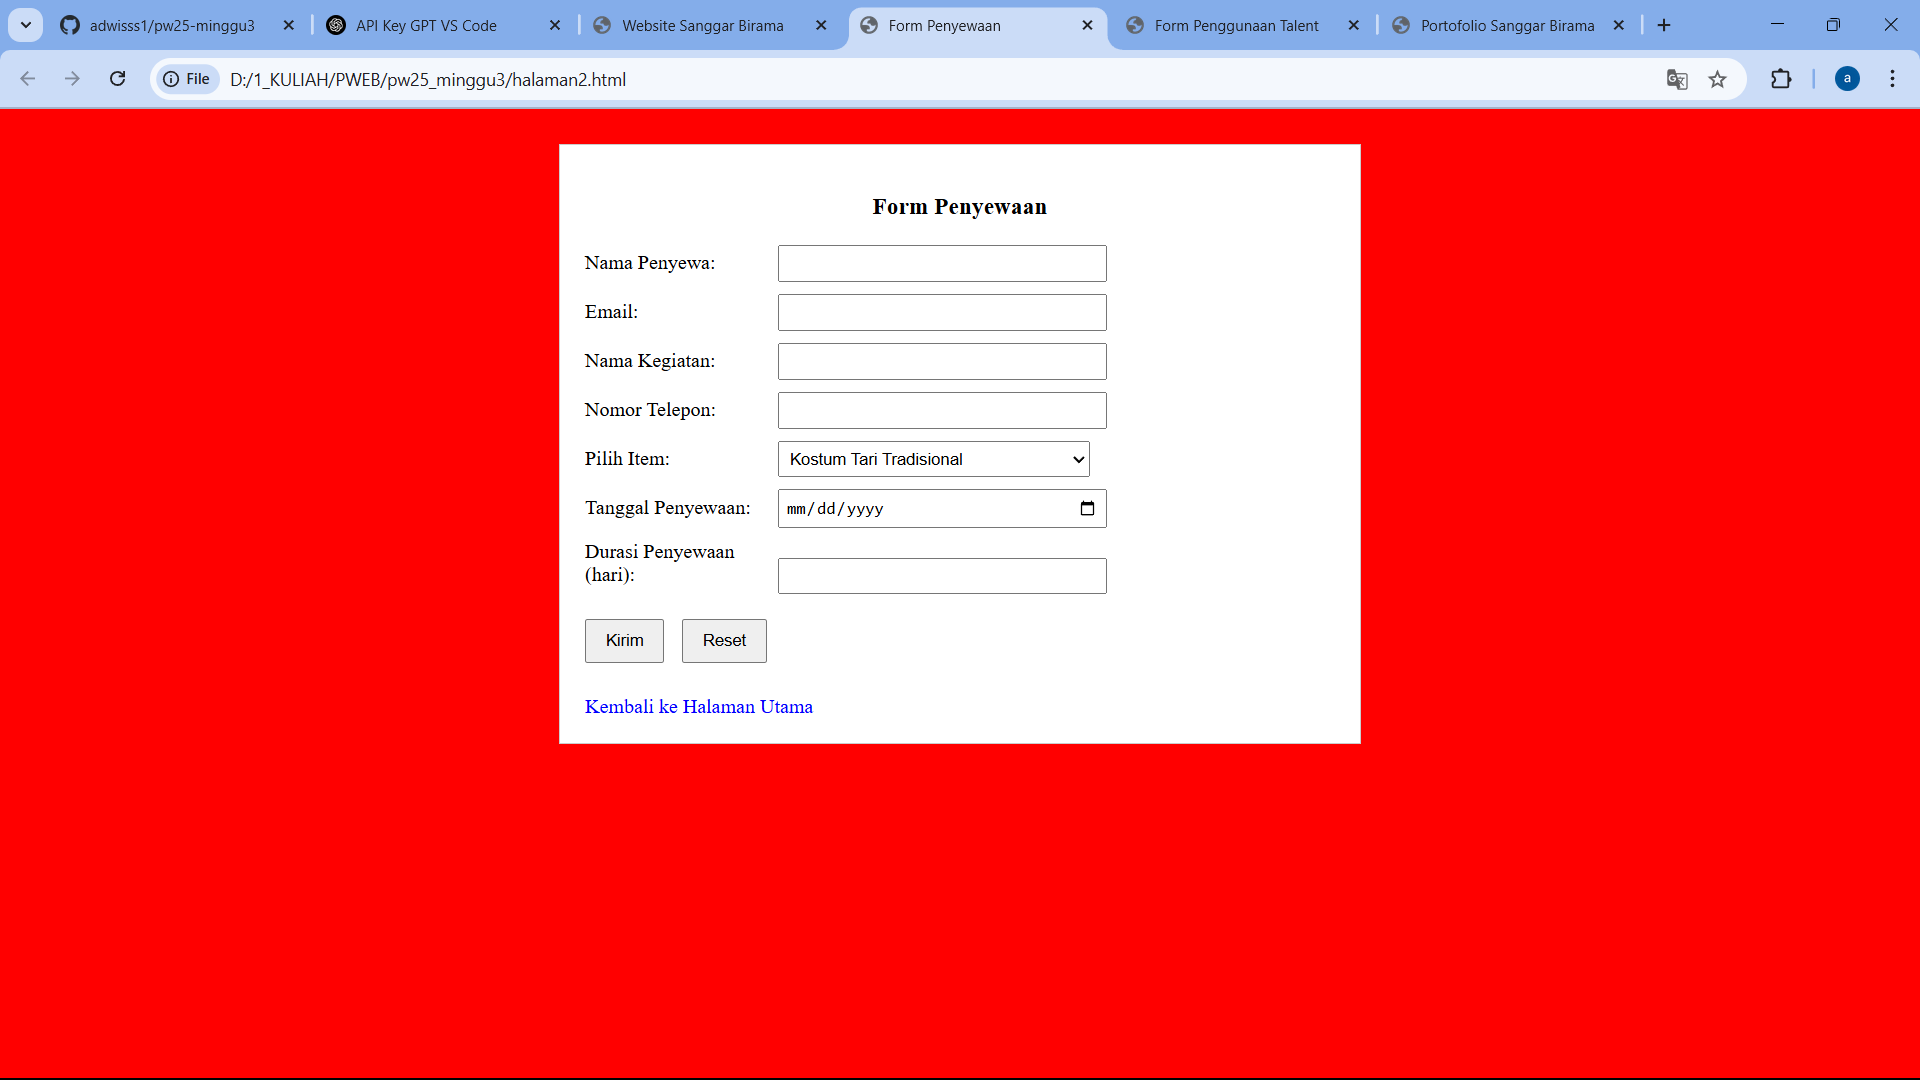 adwisss1/pw25-minggu3
API Key GPT VS Code
Website Sanggar Birama
Form Penyewaan
Form Penggunaan Talent
Portofolio Sanggar Birama
File
D:/1_KULIAH/PWEB/pw25_minggu3/halaman2.html
a
Form Penyewaan
Nama Penyewa:
Email:
Nama Kegiatan:
Nomor Telepon:
Pilih Item: Kostum Tari Tradisional
Tanggal Penyewaan: mm/dd/yyyy
Durasi Penyewaan
(hari):
Kirim Reset
Kembali ke Halaman Utama